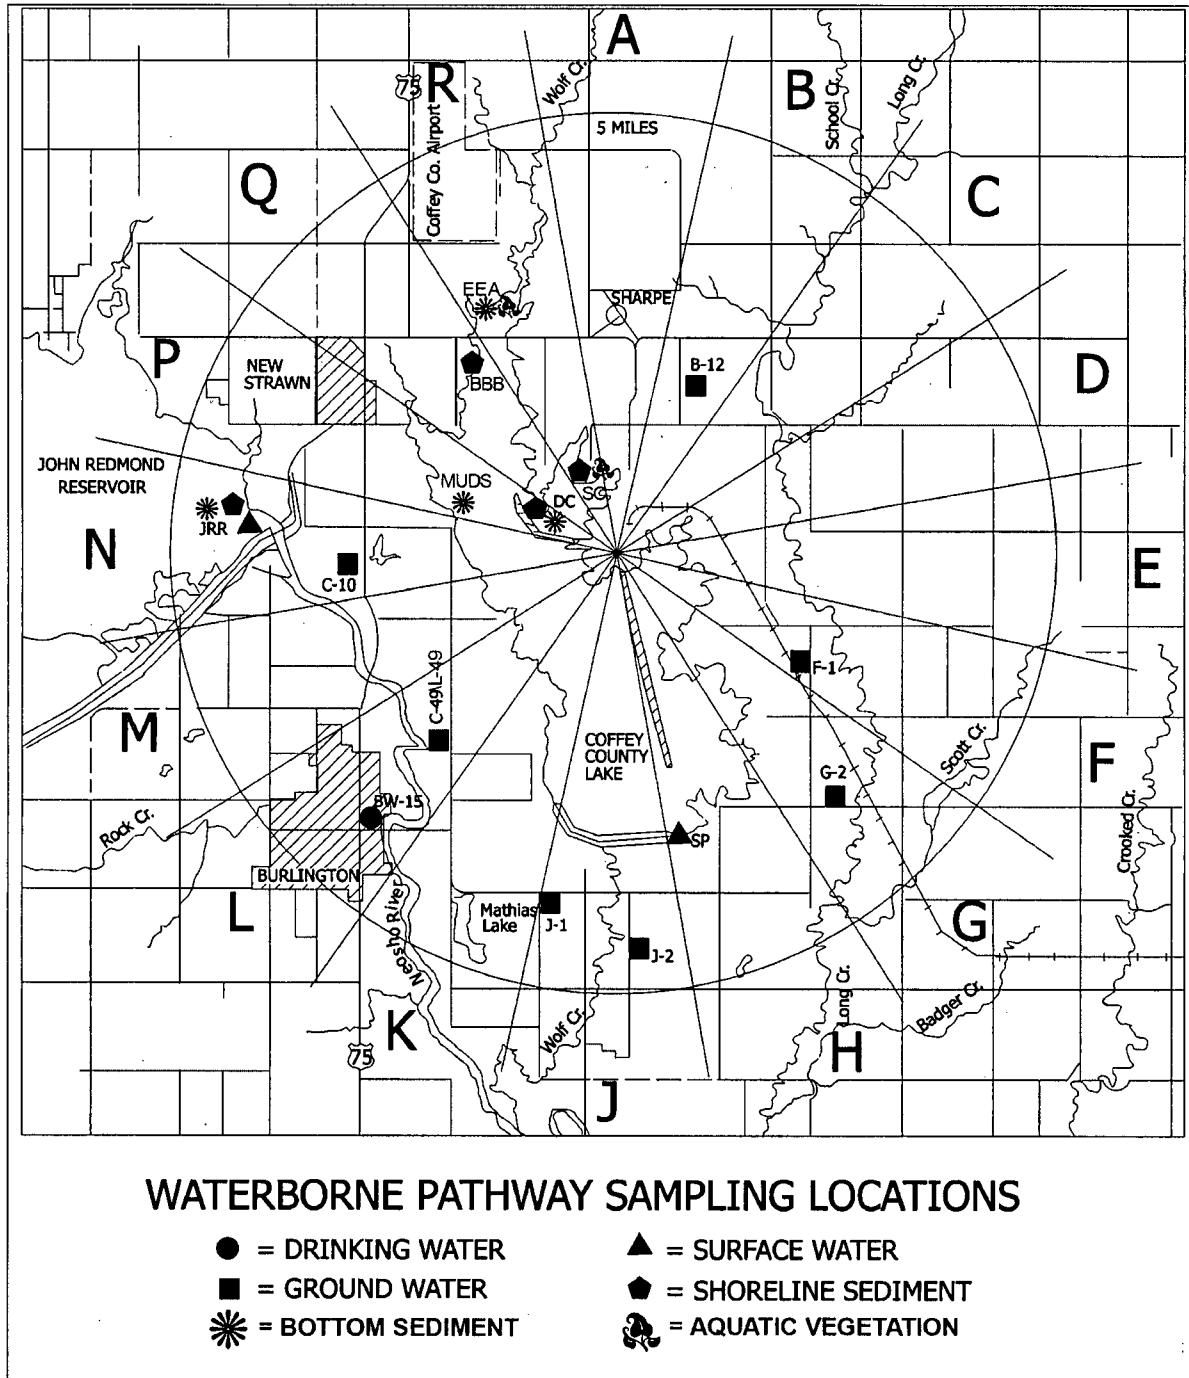 A
R
75
Wolf Cr.
B
School Cr.
Long Cr.
Coffey Co. Airport
5 MILES
Q
C
EEA
SHARPE
P
NEW
STRAWN
BBB
B-12
D
JOHN REDMOND
RESERVOIR
MUDS
SC
DC
JRR
N
C-10
E
F-1
C-49\L-49
M
COFFEY
COUNTY
LAKE
Scott Cr.
F
G-2
BW-15
Rock Cr.
SP
Crooked Cr.
BURLINGTON
L
Neosho River
Mathias
Lake
J-1
J-2
G
Long Cr.
Badger Cr.
Wolf Cr.
K
75
H
J
WATERBORNE PATHWAY SAMPLING LOCATIONS
= DRINKING WATER
= SURFACE WATER
= GROUND WATER
= SHORELINE SEDIMENT
= BOTTOM SEDIMENT
= AQUATIC VEGETATION